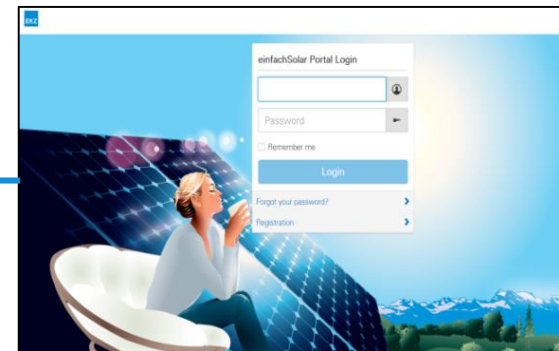 EKZ
einfachSolar Portal Login
Password
Remember me
Login
Forgot your password?
Registration